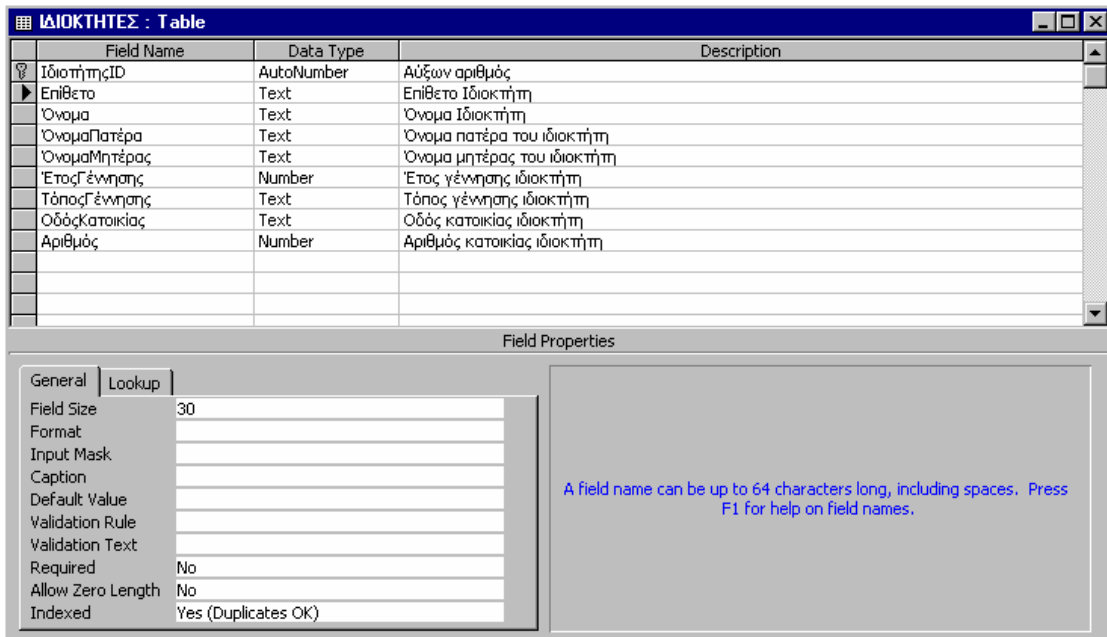 ΙΔΙΟΚΤΗΤΕΣ : Table
Field Name Data Type Description
ΙδιοτήτηςID AutoNumber Αύξων αριθμός
Επίθετο Text Επίθετο Ιδιοκτήτη
Όνομα Text Όνομα Ιδιοκτήτη
ΌνομαΠατέρα Text Όνομα πατέρα του ιδιοκτήτη
ΌνομαΜητέρας Text Όνομα μητέρας του ιδιοκτήτη
ΈτοςΓέννησης Number Έτος γέννησης ιδιοκτήτη
ΤόποςΓέννησης Text Τόπος γέννησης ιδιοκτήτη
ΟδόςΚατοικίας Text Οδός κατοικίας ιδιοκτήτη
Αριθμός Number Αριθμός κατοικίας ιδιοκτήτη
Field Properties
General Lookup
Field Size 30
Format
Input Mask
Caption
Default Value
Validation Rule
Validation Text
Required No
Allow Zero Length No
Indexed Yes (Duplicates OK)
A field name can be up to 64 characters long, including spaces. Press
F1 for help on field names.